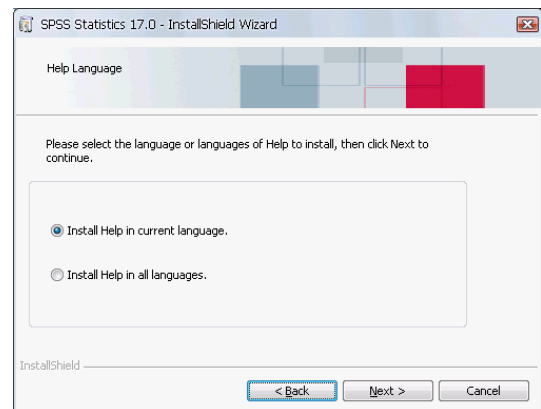 SPSS Statistics 17.0 - InstallShield Wizard
Help Language
Please select the language or languages of Help to install, then click Next to
continue.
Install Help in current language.
Install Help in all languages.
InstallShield
< Back
Next >
Cancel